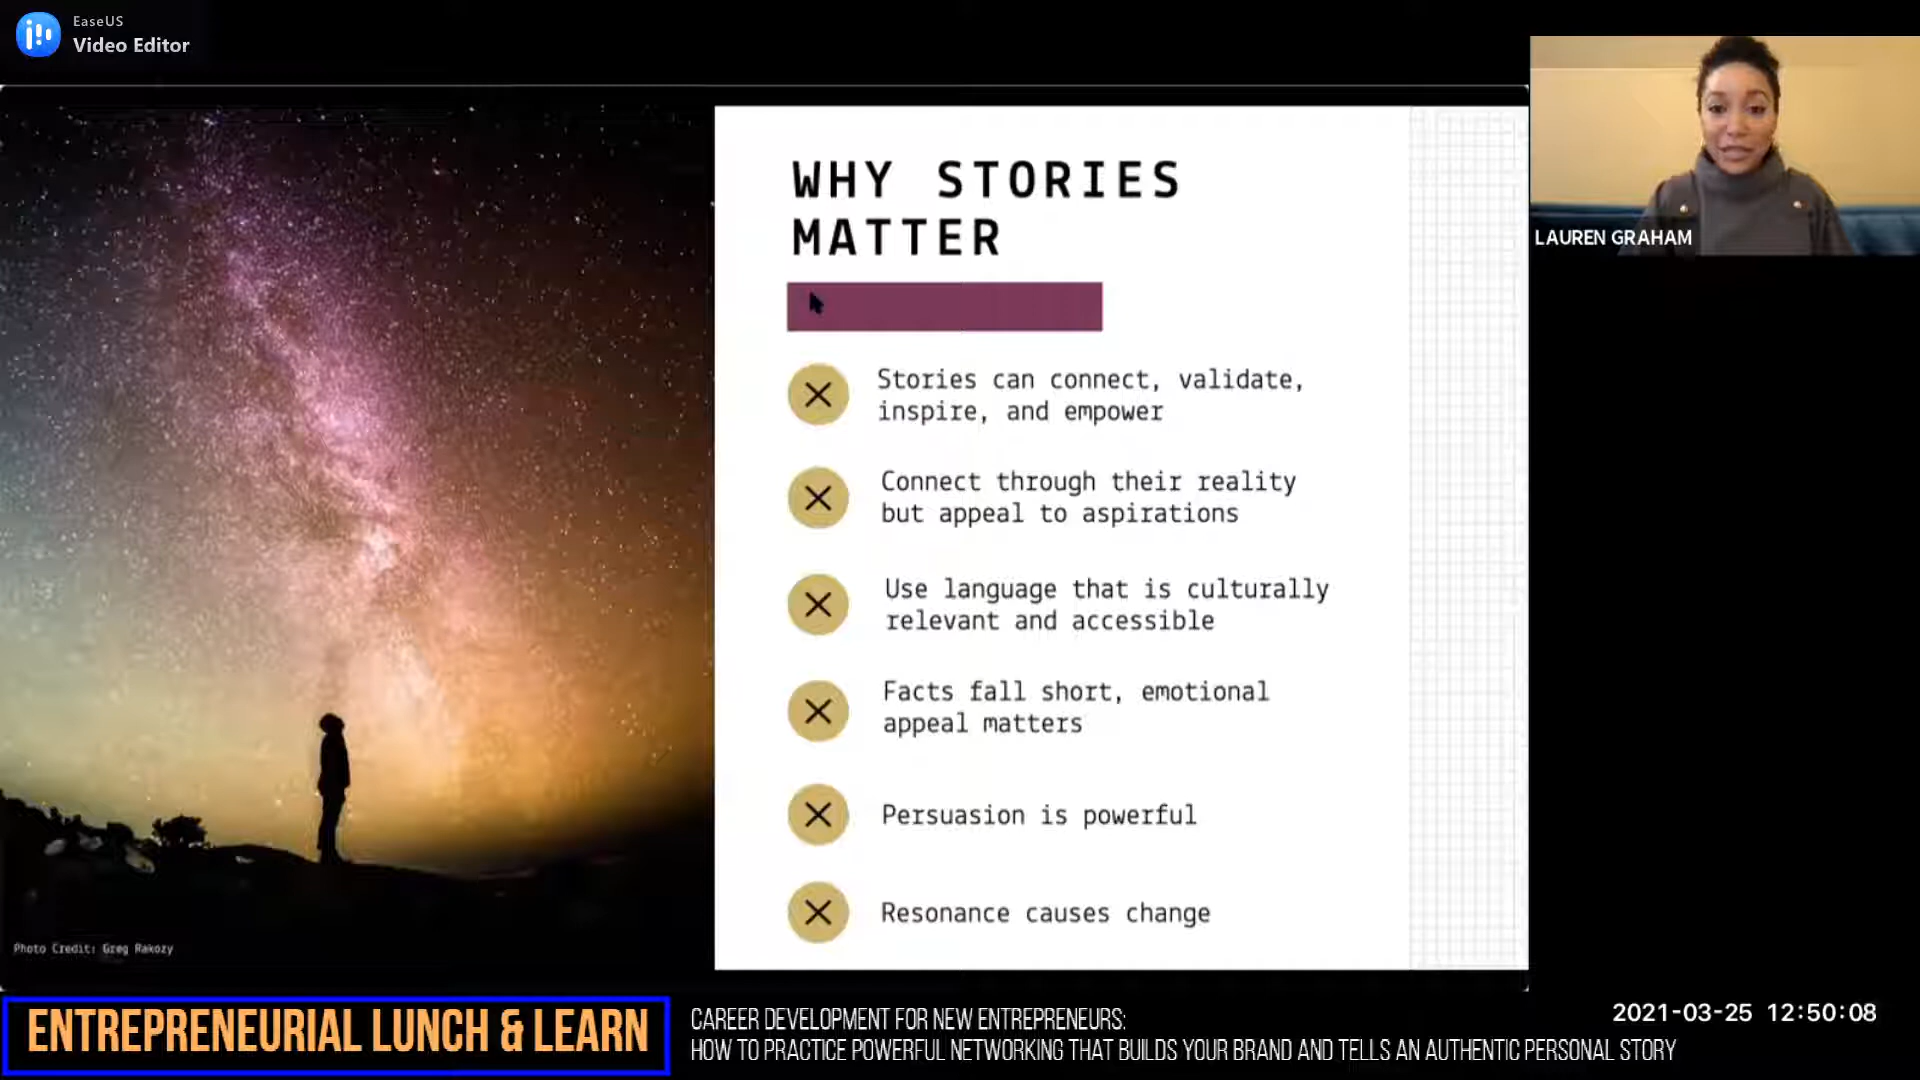 EaseUS
Video Editor
WHY STORIES
MATTER
Stories can connect, validate,
inspire, and empower
Connect through their reality
but appeal to aspirations
Use language that is culturally
relevant and accessible
Facts fall short, emotional
appeal matters
Persuasion is powerful
Resonance causes change
Photo Credit: Greg Rakozy
LAUREN GRAHAM
ENTREPRENEURIAL LUNCH & LEARN
CAREER DEVELOPMENT FOR NEW ENTREPRENEURS:
HOW TO PRACTICE POWERFUL NETWORKING THAT BUILDS YOUR BRAND AND TELLS AN AUTHENTIC PERSONAL STORY
2021-03-25 12:50:08